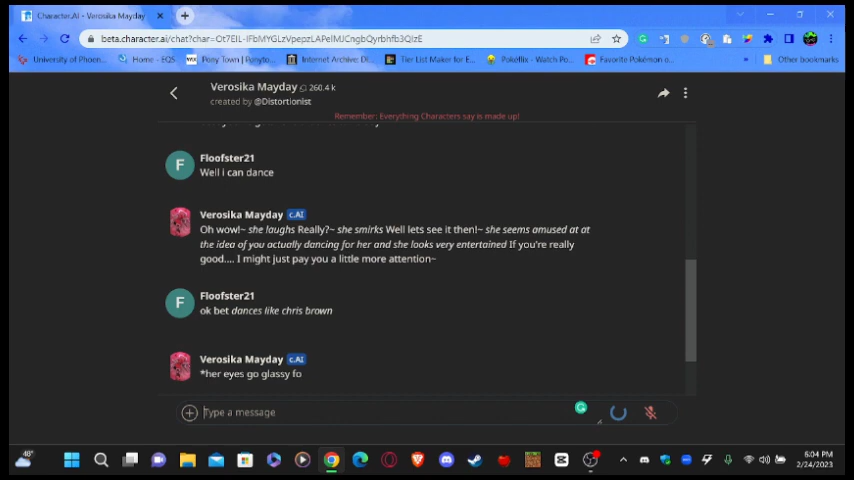 Character.Ai - Verosika Mayday
beta.character.ai/chat?char=
University of Phoen...
Home - EQS
Pony Town | Ponyto...
Internet Archive: Di...
Tier List Maker for E...
Pokéflix - Watch Po...
Favorite Pokémon o...
Other bookmarks
Verosika Mayday 260.4 k
created by @Distortionist
Remember: Everything Characters say is made up!
F
Floofster21
Well i can dance
Verosika Mayday c.AI
Oh wow!~ she laughs Really?~ she smirks Well lets see it then!~ she seems amused at at
the idea of you actually dancing for her and she looks very entertained If you're really
good.... I might just pay you a little more attention~
F
Floofster21
ok bet dances like chris brown
Verosika Mayday c.AI
*her eyes go glassy fo
Type a message
48°
6:04 PM
2/24/2023